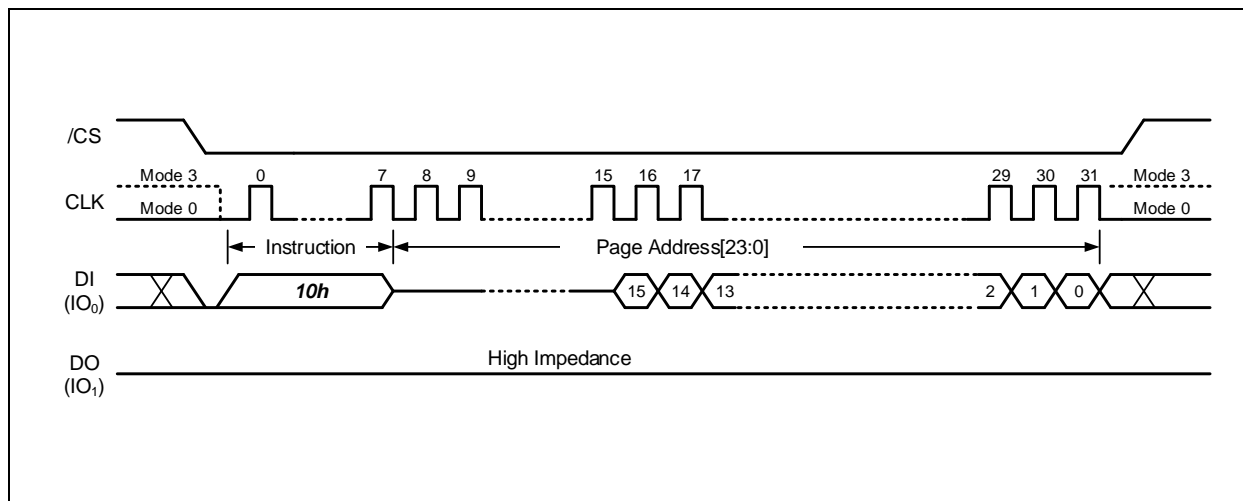 /CS
Mode 3 0 7 8 9 15 16 17 29 30 31 Mode 3
CLK
Mode 0 Mode 0
Instruction Page Address[23:0]
DI
(IO0) 10h 15 14 13 2 1 0
High Impedance
DO
(IO1)